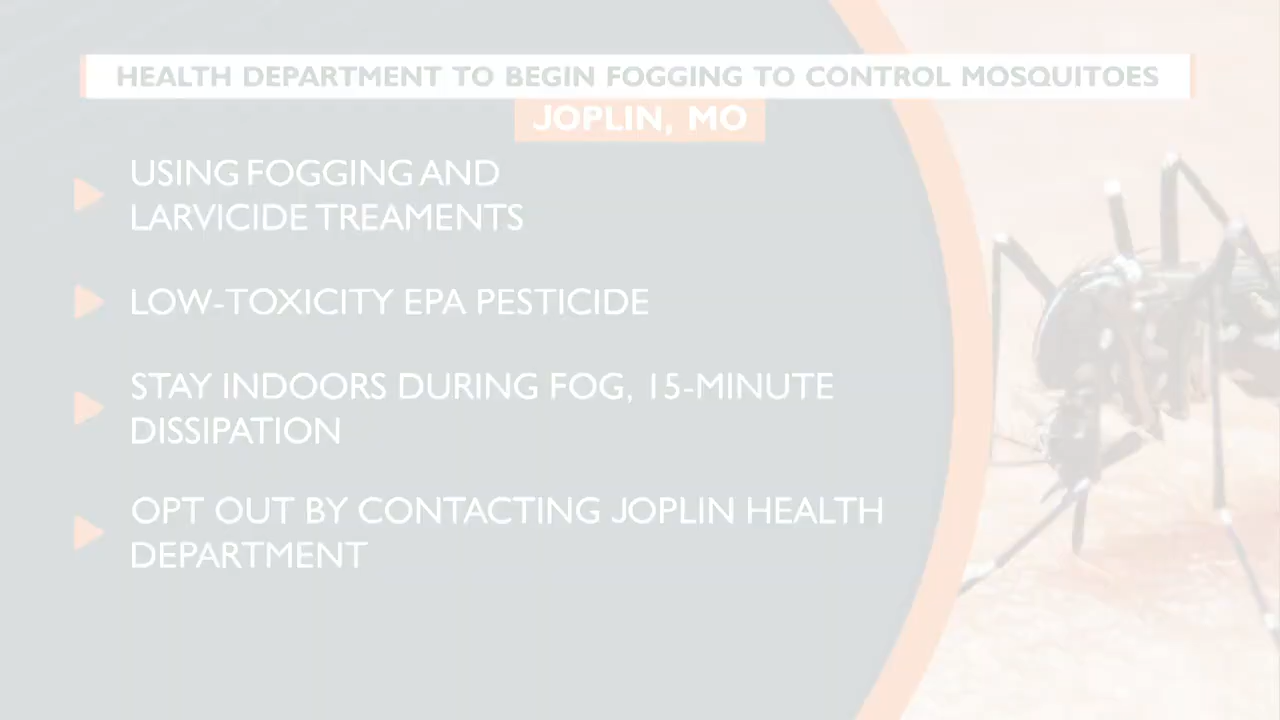 HEALTH DEPARTMENT TO BEGIN FOGGING TO CONTROL MOSQUITOES
JOPLIN, MO
USING FOGGING AND
LARVICIDE TREAMENTS
LOW-TOXICITY EPA PESTICIDE
STAY INDOORS DURING FOG, 15-MINUTE
DISSIPATION
OPT OUT BY CONTACTING JOPLIN HEALTH
DEPARTMENT